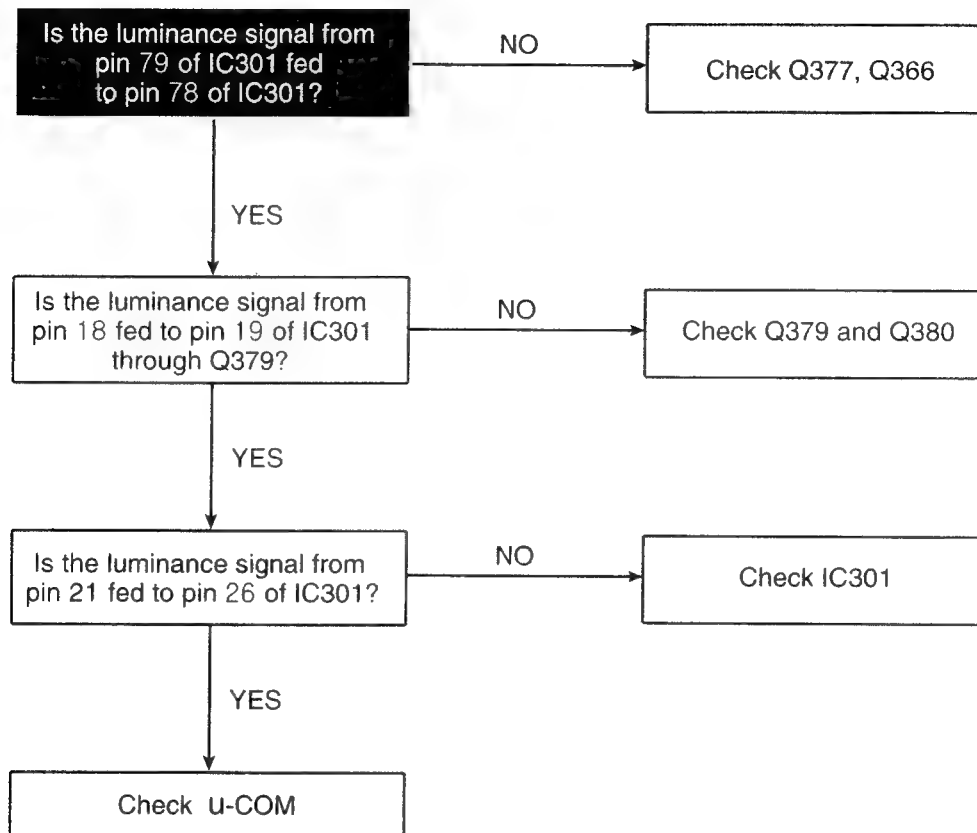 Is the luminance signal from
pin 79 of IC301 fed
to pin 78 of IC301?
NO
Check Q377, Q366
YES
Is the luminance signal from
pin 18 fed to pin 19 of IC301
through Q379?
NO
Check Q379 and Q380
YES
Is the luminance signal from
pin 21 fed to pin 26 of IC301?
NO
Check IC301
YES
Check u-COM